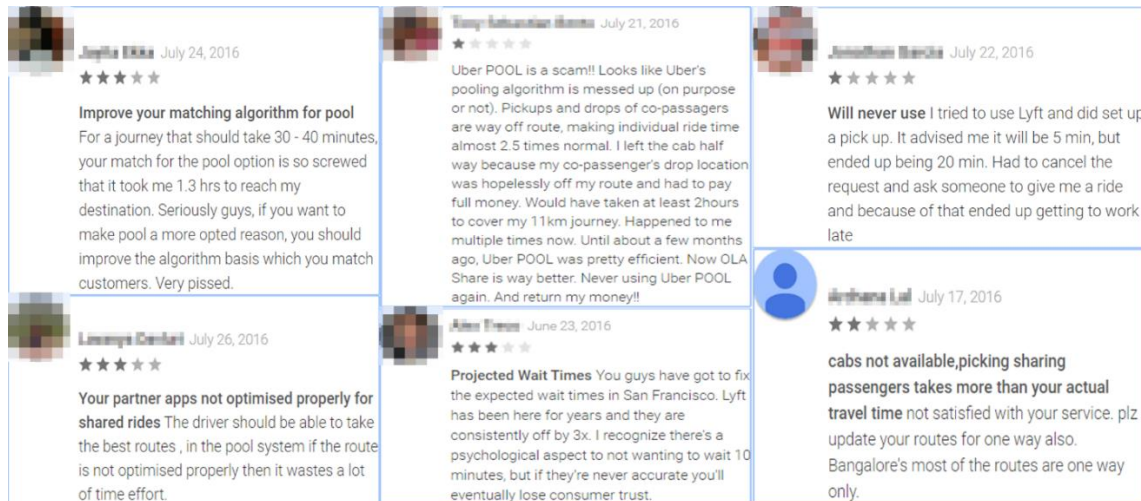 July 24, 2016
Improve your matching algorithm for pool
For a journey that should take 30 - 40 minutes,
your match for the pool option is so screwed
that it took me 1.3 hrs to reach my
destination. Seriously guys, if you want to
make pool a more opted reason, you should
improve the algorithm basis which you match
customers. Very pissed.
July 26, 2016
Your partner apps not optimised properly for
shared rides The driver should be able to take
the best routes , in the pool system if the route
is not optimised properly then it wastes a lot
of time effort.
July 21, 2016
Uber POOL is a scam!! Looks like Uber's
pooling algorithm is messed up (on purpose
or not). Pickups and drops of co-passagers
are way off route, making individual ride time
almost 2.5 times normal. I left the cab half
way because my co-passenger's drop location
was hopelessly off my route and had to pay
full money. Would have taken at least 2hours
to cover my 11km journey. Happened to me
multiple times now. Until about a few months
ago, Uber POOL was pretty efficient. Now OLA
Share is way better. Never using Uber POOL
again. And return my money!!
June 23, 2016
Projected Wait Times You guys have got to fix
the expected wait times in San Francisco. Lyft
has been here for years and they are
consistently off by 3x. I recognize there's a
psychological aspect to not wanting to wait 10
minutes, but if they're never accurate you'll
eventually lose consumer trust.
July 22, 2016
Will never use I tried to use Lyft and did set up
a pick up. It advised me it will be 5 min, but
ended up being 20 min. Had to cancel the
request and ask someone to give me a ride
and because of that ended up getting to work
late
July 17, 2016
cabs not available,picking sharing
passengers takes more than your actual
travel time not satisfied with your service. plz
update your routes for one way also.
Bangalore's most of the routes are one way
only.